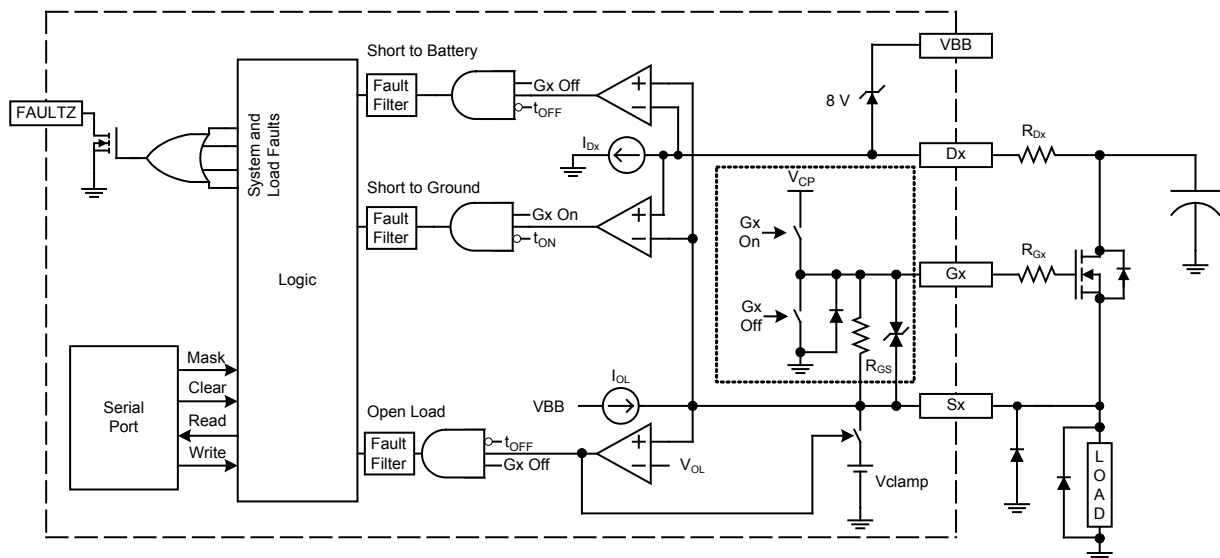 VBB
Short to Battery
Fault
Filter
Gx Off
tOFF
+
−
8 V
FAULTZ
System and
Load Faults
IDx
Dx
RDx
Short to Ground
Fault
Filter
Gx On
tON
+
−
VCP
Gx
On
Logic
Gx
RGx
Gx
Off
RGS
Serial
Port
Mask
Clear
Read
Write
IOL
VBB
Sx
Open Load
Fault
Filter
tOFF
Gx Off
+
−
VOL
Vclamp
LOAD